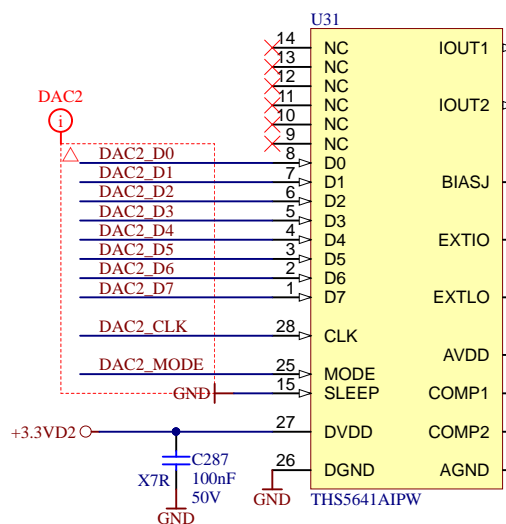 U31
14 NC IOUT1
13 NC
12 NC
DAC2 11 NC IOUT2
i 10 NC
9 NC
DAC2_D0 8 D0
DAC2_D1 7 D1 BIASJ
DAC2_D2 6 D2
DAC2_D3 5 D3
DAC2_D4 4 D4 EXTIO
DAC2_D5 3 D5
DAC2_D6 2 D6
DAC2_D7 1 D7 EXTLO
DAC2_CLK 28 CLK
AVDD
DAC2_MODE 25 MODE
GND 15 SLEEP COMP1
+3.3VD2 27 DVDD COMP2
C287
X7R 100nF 26 DGND AGND
50V GND THS5641AIPW
GND